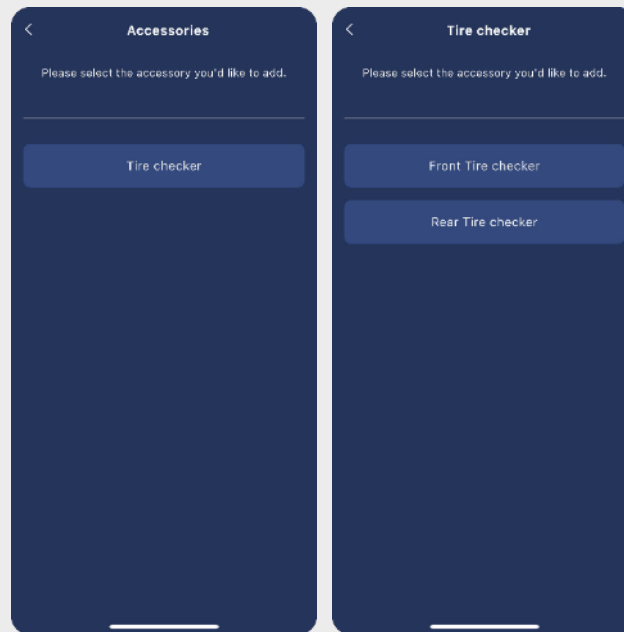 Accessories
Please select the accessory you'd like to add.
Tire checker
Tire checker
Please select the accessory you'd like to add.
Front Tire checker
Rear Tire checker